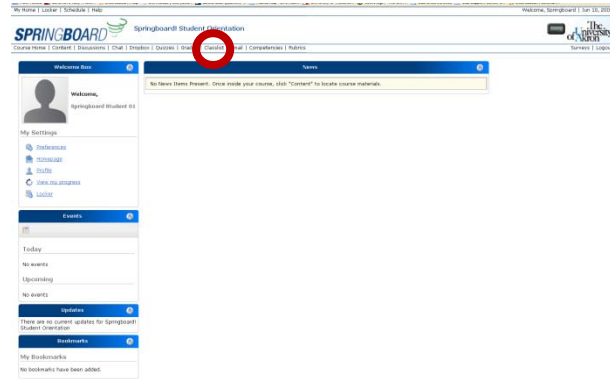 My Home | Locker | Schedule | Help
Welcome, Springboard | Jun 10,
SPRINGBOARD
Springboard! Student Orientation
The
University
of Akron
Course Home | Content | Discussions | Chat | Dropbox | Quizzes | Grades Classlist Email | Competencies | Rubrics
Surveys | Logout
Welcome Box
Welcome,
Springboard Student 01
My Settings
Preferences
Homepage
Profile
View my progress
Locker
Events
Today
No events
Upcoming
No events
Updates
There are no current updates for Springboard!
Student Orientation
Bookmarks
My Bookmarks
No bookmarks have been added.
News
No News Items Present. Once inside your course, click "Content" to locate course materials.